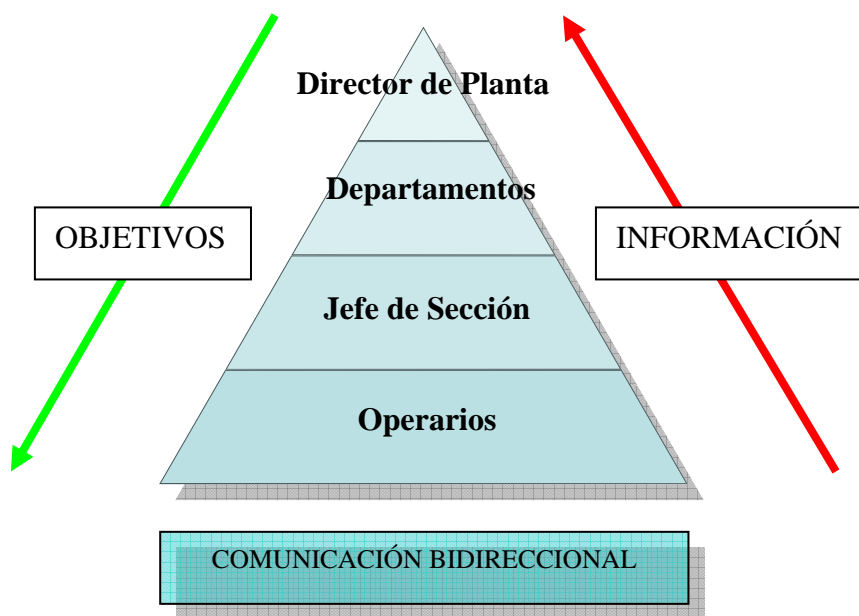 Director de Planta
Departamentos
OBJETIVOS
INFORMACIÓN
Jefe de Sección
Operarios
COMUNICACIÓN BIDIRECCIONAL